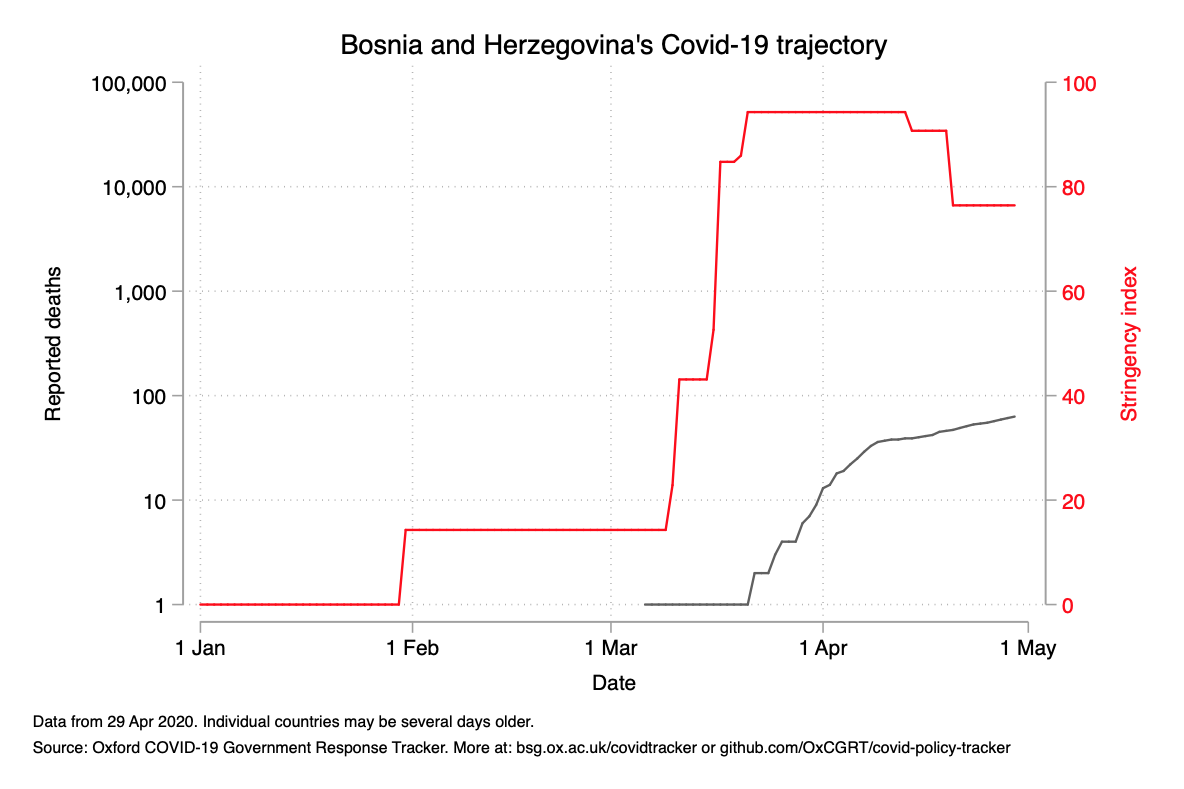 Bosnia and Herzegovina's Covid-19 trajectory
Reported deaths
100,000
10,000
1,000
100
10
1
Stringency index
100
80
60
40
20
0
1 Jan
1 Feb
1 Mar
1 Apr
1 May
Date
Data from 29 Apr 2020. Individual countries may be several days older.
Source: Oxford COVID-19 Government Response Tracker. More at: bsg.ox.ac.uk/covidtracker or github.com/OxCGRT/covid-policy-tracker